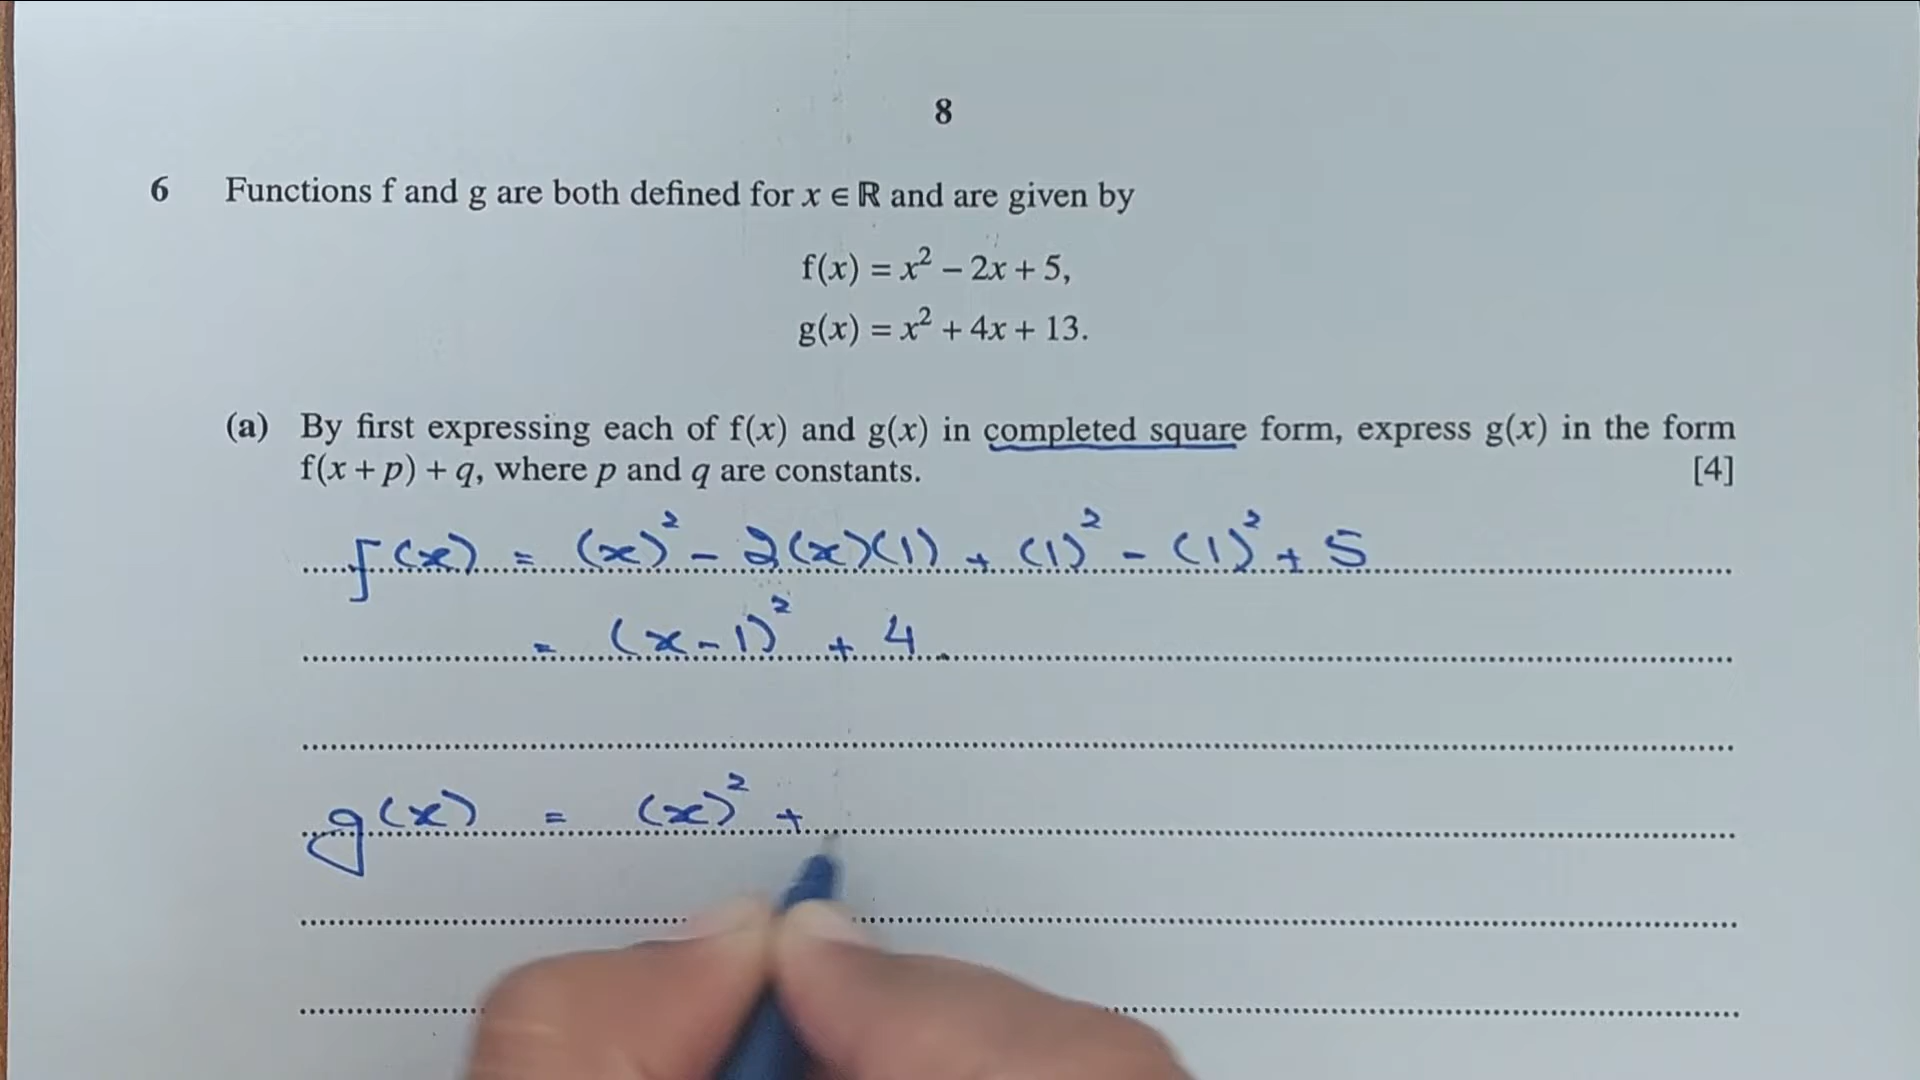 8
6 Functions f and g are both defined for x ∈ ℝ and are given by
f(x) = x² − 2x + 5,
g(x) = x² + 4x + 13.
(a) By first expressing each of f(x) and g(x) in completed square form, express g(x) in the form
f(x + p) + q, where p and q are constants. [4]
f(x) = (x)² − 2(x)(1) + (1)² − (1)² + 5
= (x − 1)² + 4.
g(x) = (x)² +